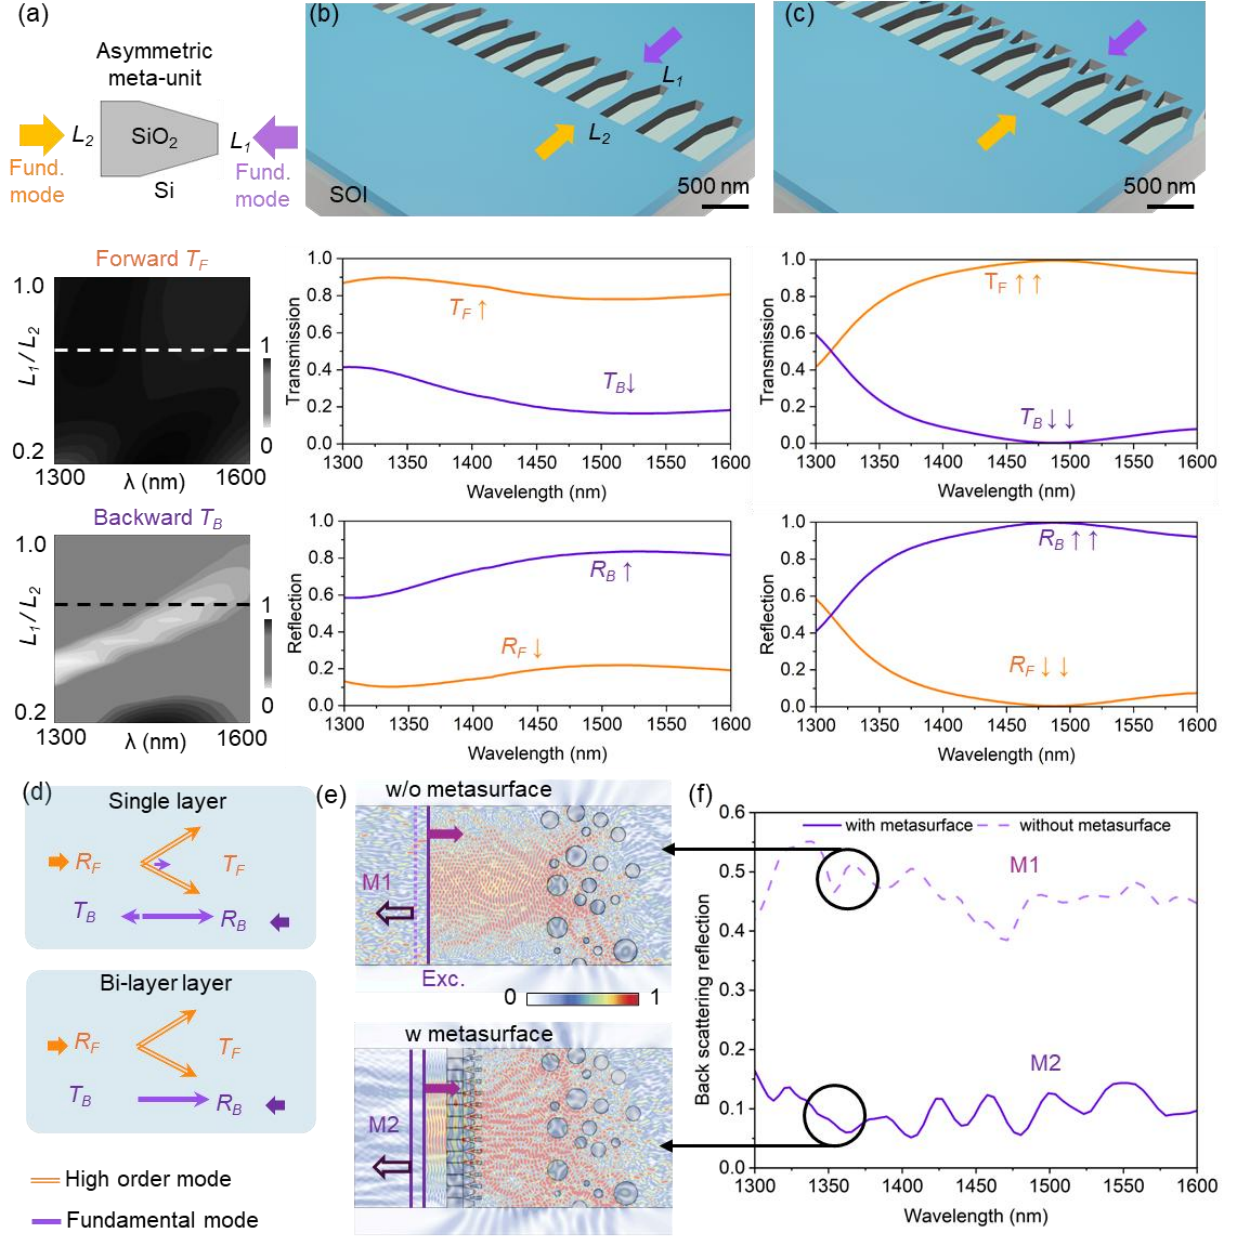 (a)
Asymmetric
meta-unit
L2
SiO2
L1
Fund.
mode
Fund.
mode
Si
(b)
L1
L2
SOI
500 nm
(c)
500 nm
Forward TF
1.0
L1 / L2
0.2
1300
1600
λ (nm)
1
0
Backward TB
1.0
L1 / L2
0.2
1300
1600
λ (nm)
1
0
1.0
0.8
0.6
0.4
0.2
0.0
Transmission
TF ↑
TB↓
1300 1350 1400 1450 1500 1550 1600
Wavelength (nm)
1.0
0.8
0.6
0.4
0.2
0.0
Reflection
RB ↑
RF ↓
1300 1350 1400 1450 1500 1550 1600
Wavelength (nm)
1.0
0.8
0.6
0.4
0.2
0.0
Transmission
TF ↑ ↑
TB ↓ ↓
1300 1350 1400 1450 1500 1550 1600
Wavelength (nm)
1.0
0.8
0.6
0.4
0.2
0.0
Reflection
RB ↑ ↑
RF ↓ ↓
1300 1350 1400 1450 1500 1550 1600
Wavelength (nm)
(d)
Single layer
RF TF
TB RB
Bi-layer layer
RF TF
TB RB
High order mode
Fundamental mode
(e)
w/o metasurface
M1
Exc.
0 1
w metasurface
M2
(f)
0.6
0.5
0.4
0.3
0.2
0.1
0.0
Back scattering reflection
with metasurface
without metasurface
M1
M2
1300 1350 1400 1450 1500 1550 1600
Wavelength (nm)